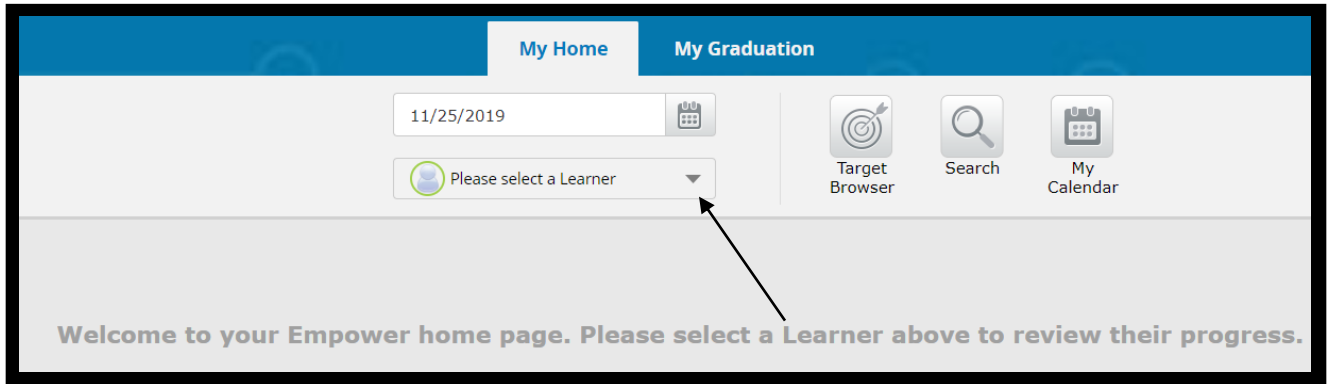 My Home
My Graduation
11/25/2019
Please select a Learner
Target
Browser
Search
My
Calendar
Welcome to your Empower home page. Please select a Learner above to review their progress.